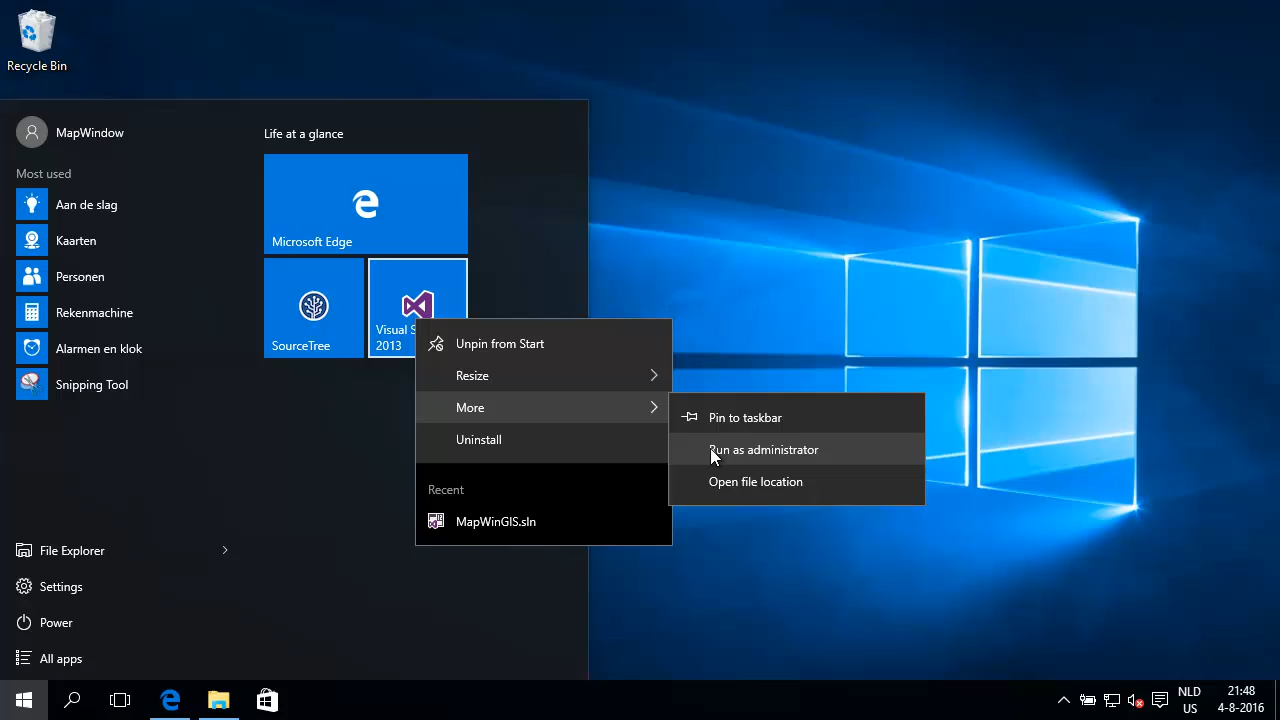 Recycle Bin
MapWindow
Most used
Aan de slag
Kaarten
Personen
Rekenmachine
Alarmen en klok
Snipping Tool
File Explorer
Settings
Power
All apps
Life at a glance
Microsoft Edge
SourceTree
Visual S
2013
Unpin from Start
Resize
More
Uninstall
Recent
MapWinGIS.sln
Pin to taskbar
Run as administrator
Open file location
NLD
US
21:48
4-8-2016